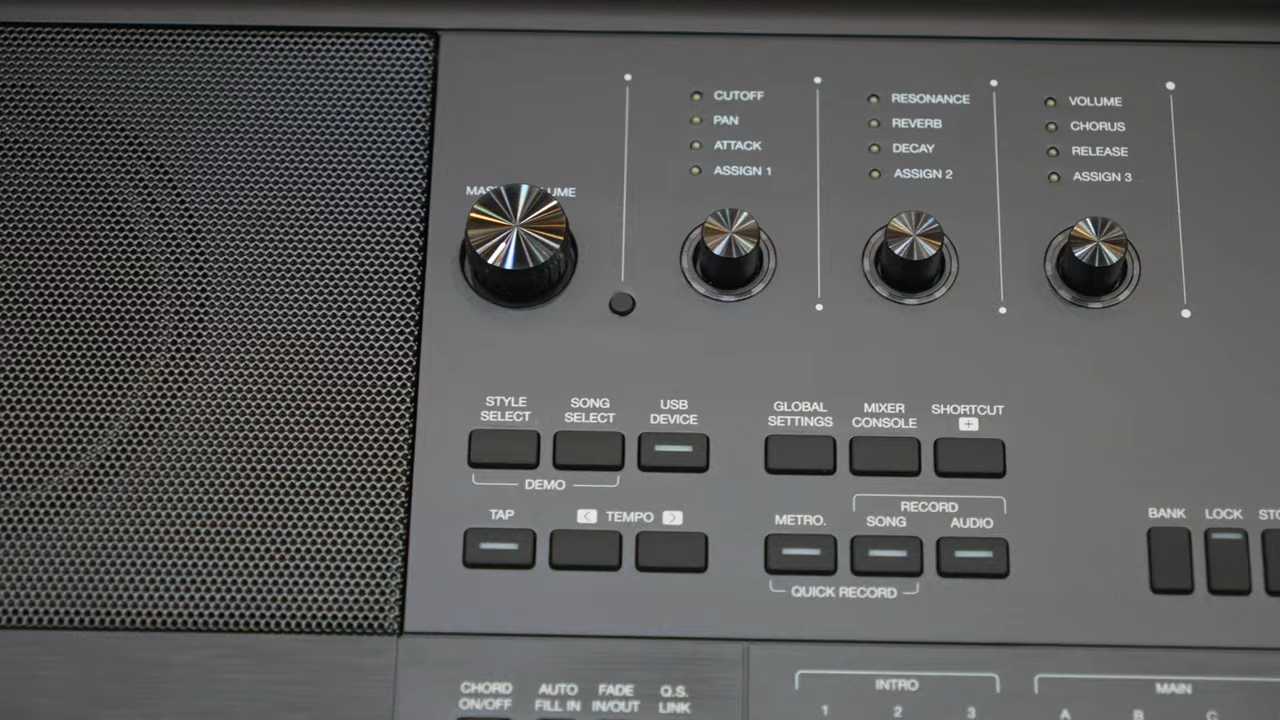 CUTOFF
PAN
ATTACK
ASSIGN 1
RESONANCE
REVERB
DECAY
ASSIGN 2
VOLUME
CHORUS
RELEASE
ASSIGN 3
STYLE
SELECT
SONG
SELECT
USB
DEVICE
GLOBAL
SETTINGS
MIXER
CONSOLE
SHORTCUT
+
DEMO
TAP
< TEMPO >
METRO.
RECORD
SONG
AUDIO
QUICK RECORD
BANK
LOCK
CHORD
ON/OFF
AUTO
FILL IN
FADE
IN/OUT
Q.S.
LINK
INTRO
1 2 3
MAIN
A B C